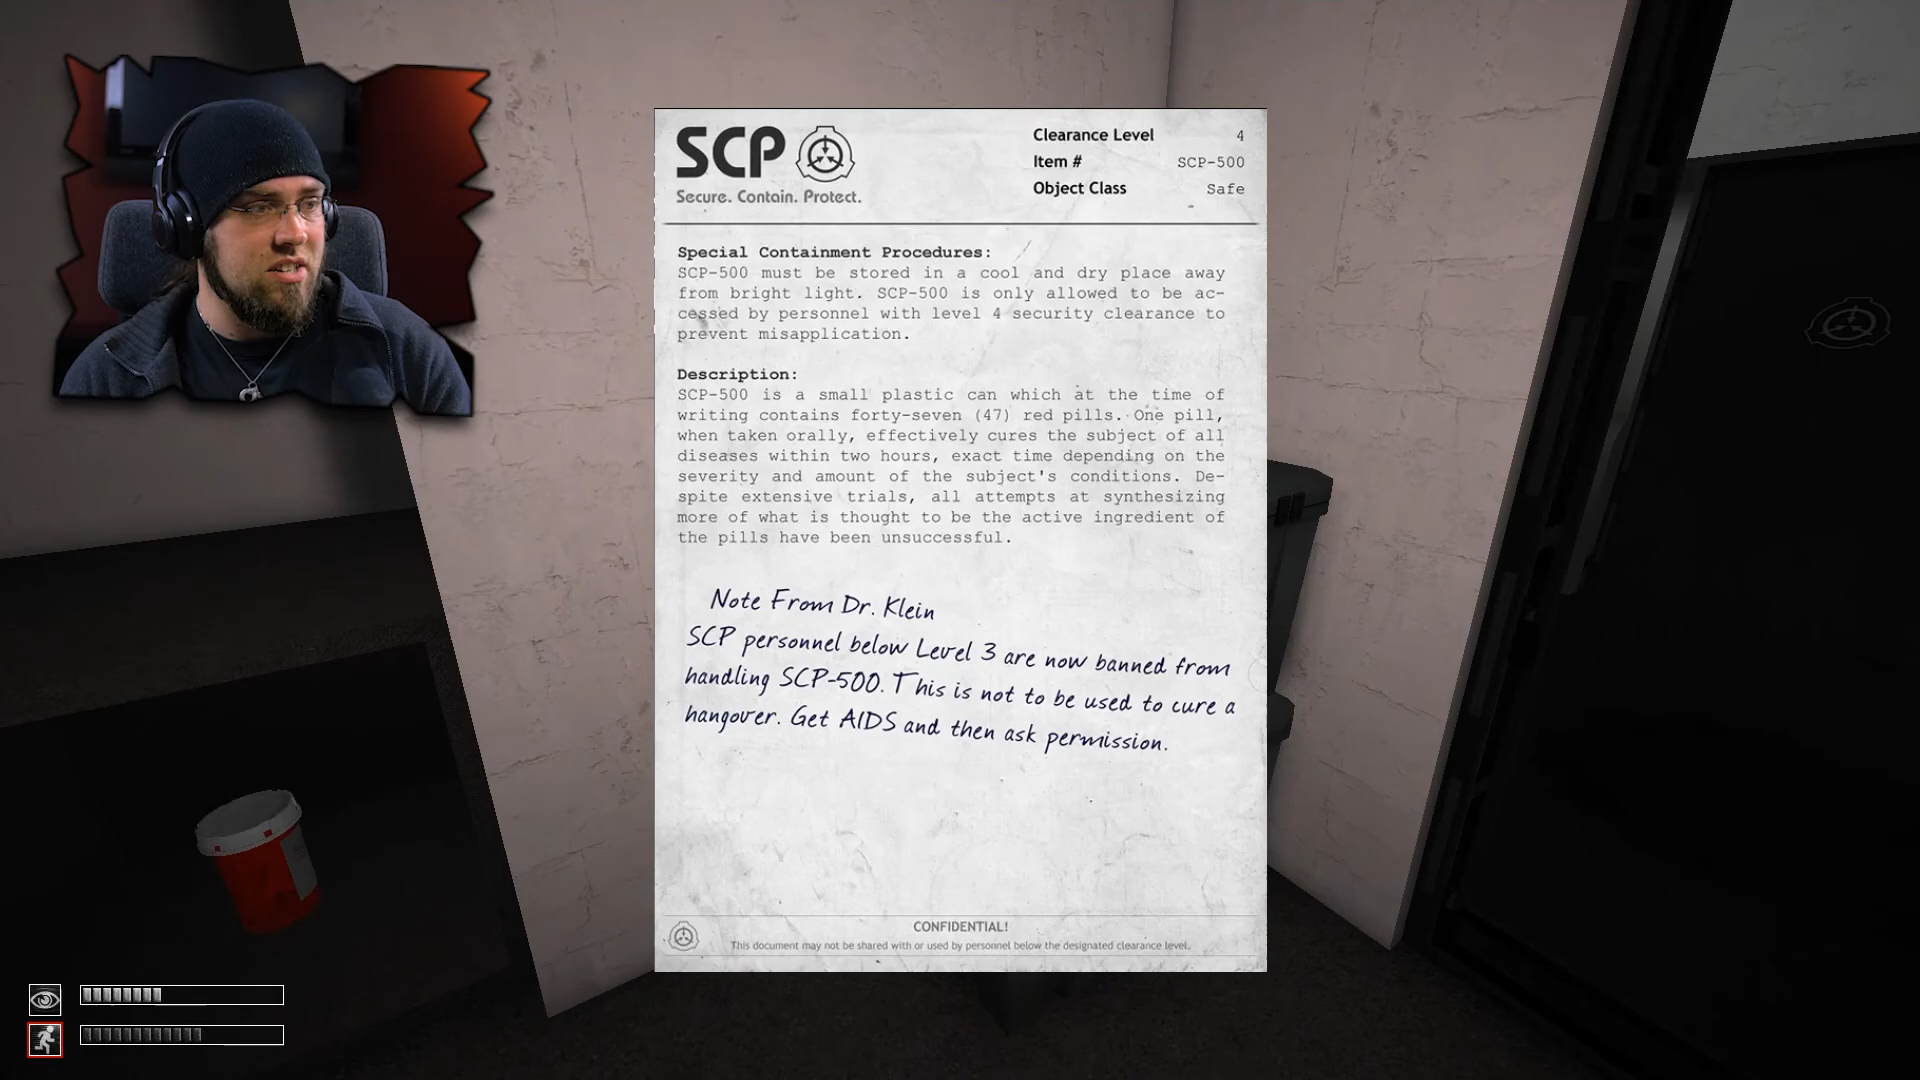 SCP
Secure. Contain. Protect.
Clearance Level 4
Item # SCP-500
Object Class Safe
Special Containment Procedures:
SCP-500 must be stored in a cool and dry place away
from bright light. SCP-500 is only allowed to be ac-
cessed by personnel with level 4 security clearance to
prevent misapplication.
Description:
SCP-500 is a small plastic can which at the time of
writing contains forty-seven (47) red pills. One pill,
when taken orally, effectively cures the subject of all
diseases within two hours, exact time depending on the
severity and amount of the subject's conditions. De-
spite extensive trials, all attempts at synthesizing
more of what is thought to be the active ingredient of
the pills have been unsuccessful.
Note From Dr. Klein
SCP personnel below Level 3 are now banned from
handling SCP-500. This is not to be used to cure a
hangover. Get AIDS and then ask permission.
CONFIDENTIAL!
This document may not be shared with or used by personnel below the designated clearance level.